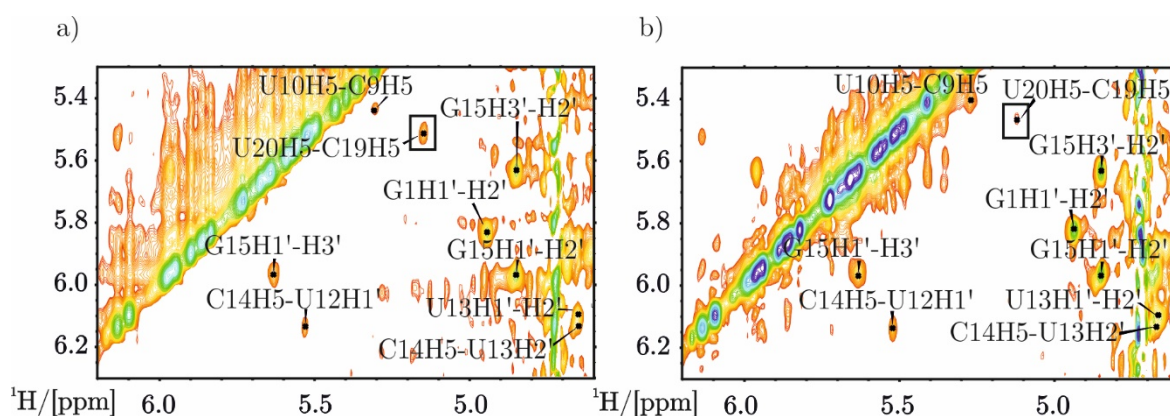 a)
5.4
5.6
5.8
6.0
6.2
U10H5-C9H5
G15H3'-H2'
U20H5-C19H5
G1H1'-H2'
G15H1'-H3'
G15H1'-H2'
C14H5-U12H1'
U13H1'-H2'
C14H5-U13H2'
¹H/[ppm] 6.0 5.5 5.0
b)
5.4
5.6
5.8
6.0
6.2
U10H5-C9H5
U20H5-C19H5
G15H3'-H2'
G1H1'-H2'
G15H1'-H3'
G15H1'-H2'
C14H5-U12H1'
U13H1'-H2'
C14H5-U13H2'
¹H/[ppm] 6.0 5.5 5.0